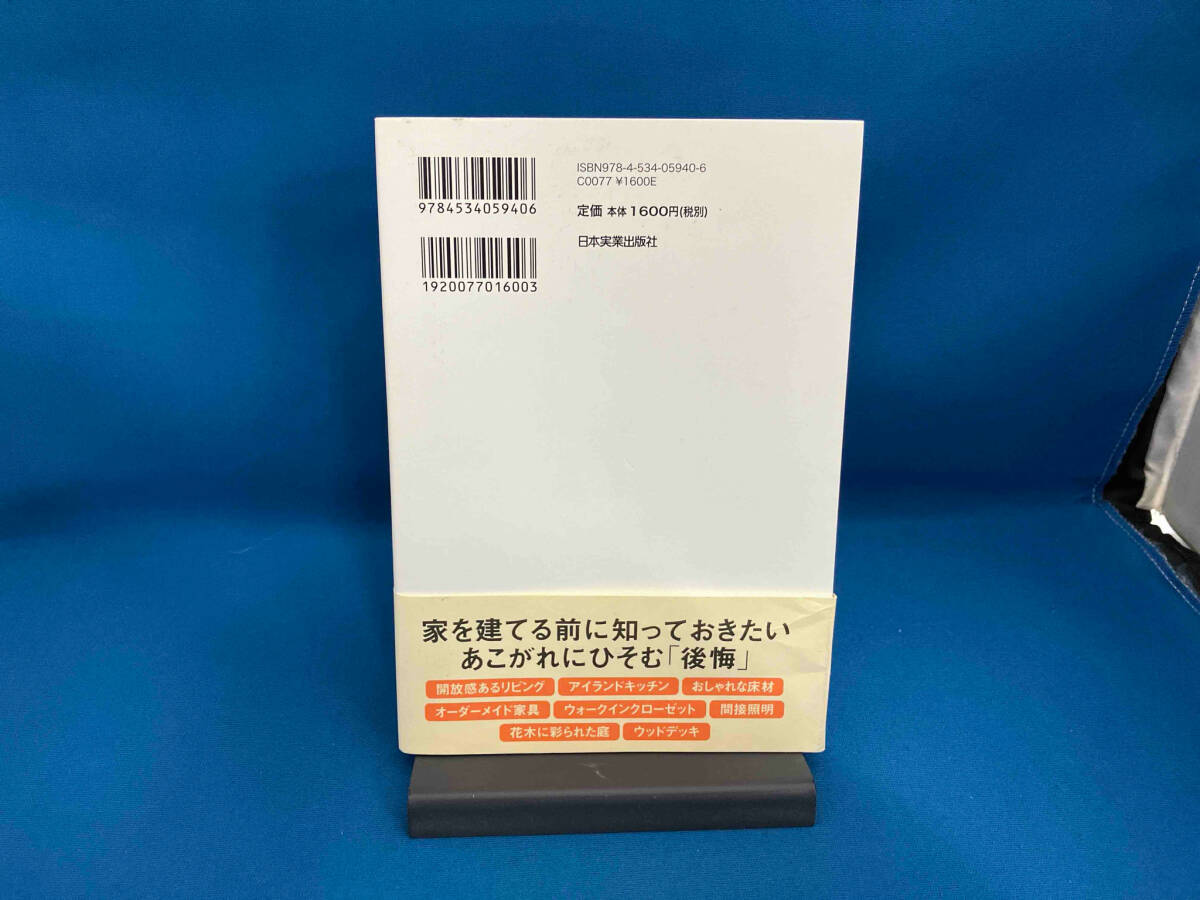 9784534059406
1920077016003
ISBN978-4-534-05940-6
C0077 ¥1600E
定価 本体1600円(税別)
日本実業出版社
家を建てる前に知っておきたい
あこがれにひそむ「後悔」
開放感あるリビング アイランドキッチン おしゃれな床材
オーダーメイド家具 ウォークインクローゼット 間接照明
花木に彩られた庭 ウッドデッキ